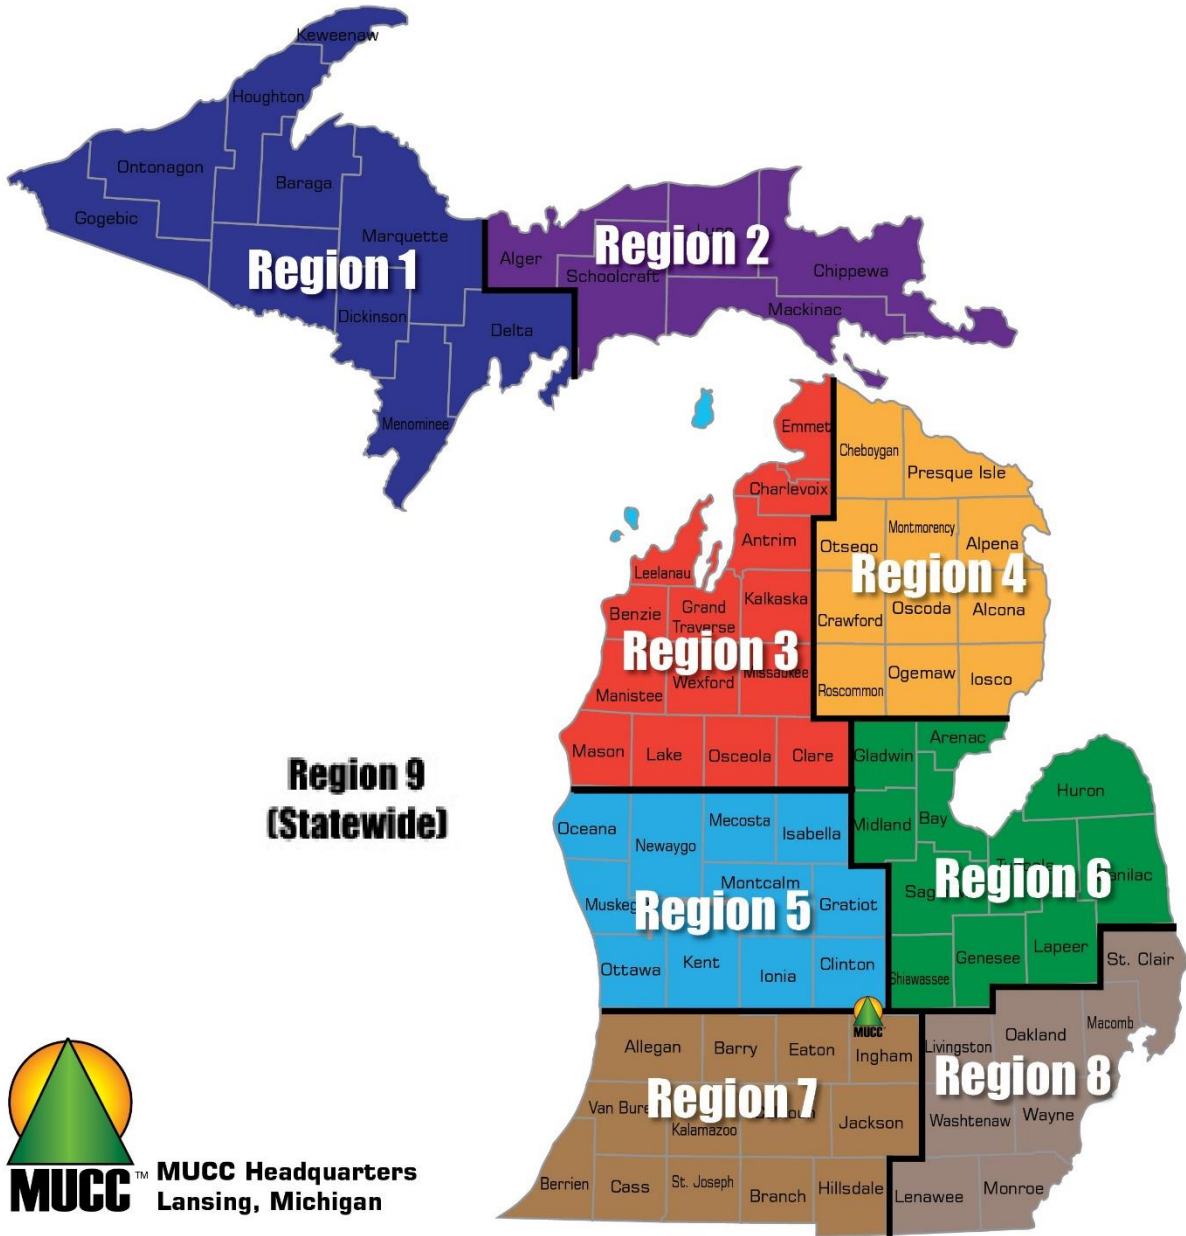 Keweenaw
Houghton
Ontonagon
Baraga
Gogebic
Marquette
Region 1
Dickinson
Delta
Menominee
Alger
Region 2
Schoolcraft
Chippewa
Mackinac
Emmet
Charlevoix
Antrim
Leelanau
Benzie
Grand
Traverse
Kalkaska
Region 3
Manistee
Wexford
Missaukee
Mason
Lake
Osceola
Clare
Cheboygan
Presque Isle
Otsego
Montmorency
Alpena
Region 4
Crawford
Oscoda
Alcona
Roscommon
Ogemaw
Iosco
Region 9
(Statewide)
Oceana
Newaygo
Mecosta
Isabella
Montcalm
Gratiot
Region 5
Ottawa
Kent
Ionia
Clinton
Gladwin
Arenac
Huron
Midland
Bay
Region 6
Shiawassee
Genesee
Lapeer
MUCC
Allegan
Barry
Eaton
Ingham
Region 7
Kalamazoo
Jackson
Berrien
Cass
St. Joseph
Branch
Hillsdale
St. Clair
Livingston
Oakland
Macomb
Region 8
Washtenaw
Wayne
Lenawee
Monroe
MUCC™
MUCC Headquarters
Lansing, Michigan